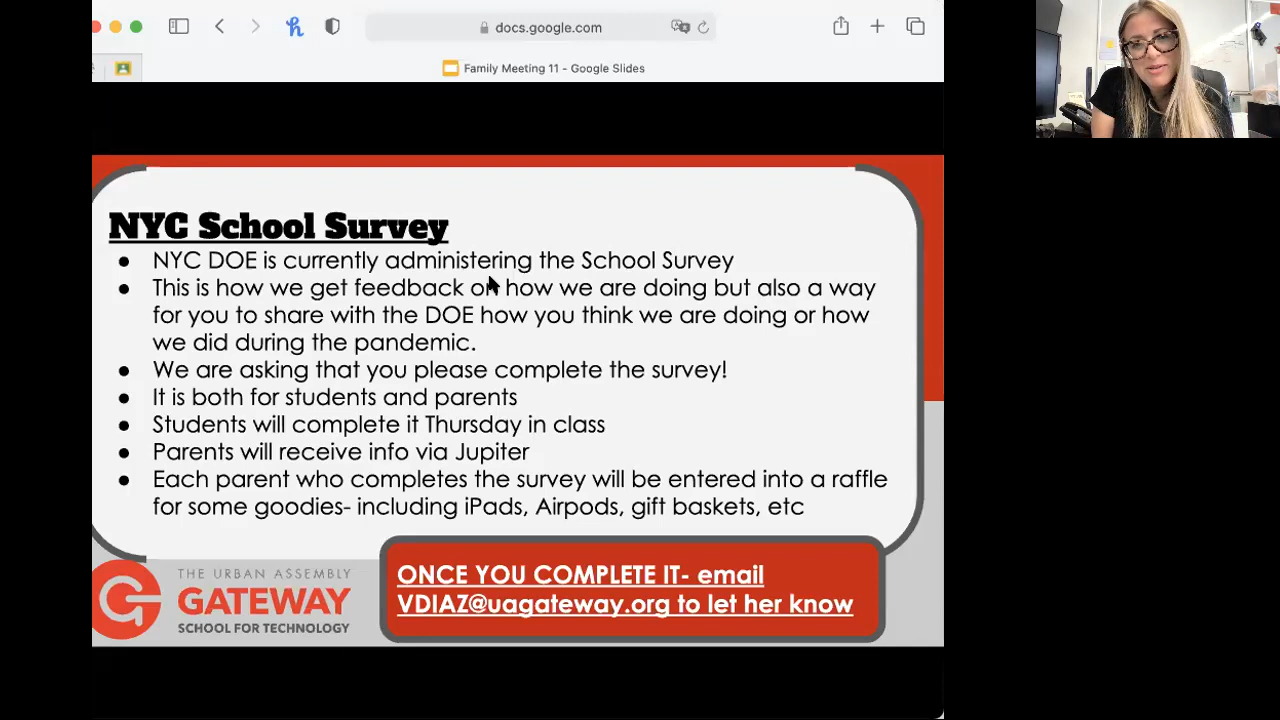 docs.google.com
Family Meeting 11 - Google Slides
NYC School Survey
● NYC DOE is currently administering the School Survey
● This is how we get feedback on how we are doing but also a way
for you to share with the DOE how you think we are doing or how
we did during the pandemic.
● We are asking that you please complete the survey!
● It is both for students and parents
● Students will complete it Thursday in class
● Parents will receive info via Jupiter
● Each parent who completes the survey will be entered into a raffle
for some goodies- including iPads, Airpods, gift baskets, etc
THE URBAN ASSEMBLY
GATEWAY
SCHOOL FOR TECHNOLOGY
ONCE YOU COMPLETE IT- email
VDIAZ@uagateway.org to let her know